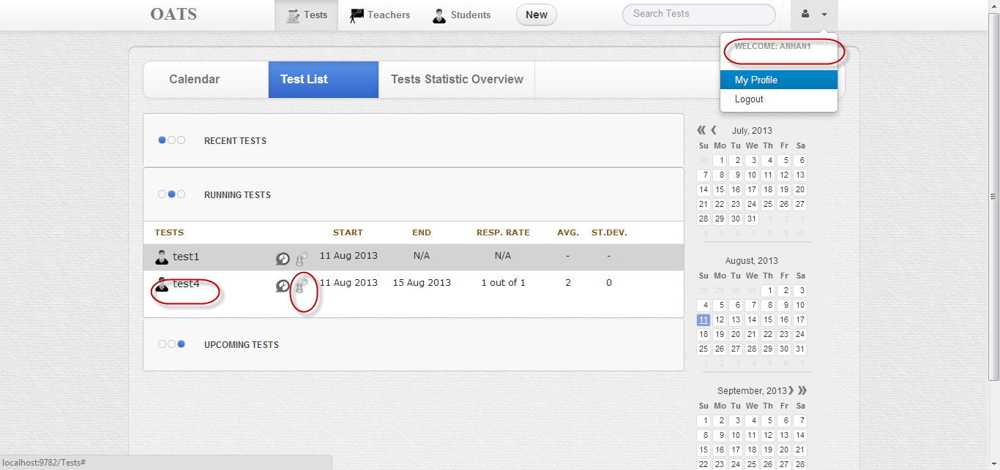 OATS Tests Teachers Students New Search Tests
WELCOME: ANHAN1
My Profile
Logout
Calendar Test List Tests Statistic Overview
RECENT TESTS
RUNNING TESTS
TESTS START END RESP. RATE AVG. ST.DEV.
test1 11 Aug 2013 N/A N/A - -
test4 11 Aug 2013 15 Aug 2013 1 out of 1 2 0
UPCOMING TESTS
« ‹ July, 2013
Su Mo Tu We Th Fr Sa
30 1 2 3 4 5 6
7 8 9 10 11 12 13
14 15 16 17 18 19 20
21 22 23 24 25 26 27
28 29 30 31 1 2 3
4 5 6 7 8 9 10
August, 2013
Su Mo Tu We Th Fr Sa
28 29 30 31 1 2 3
4 5 6 7 8 9 10
11 12 13 14 15 16 17
18 19 20 21 22 23 24
25 26 27 28 29 30 31
1 2 3 4 5 6 7
September, 2013 › »
Su Mo Tu We Th Fr Sa
1 2 3 4 5 6 7
8 9 10 11 12 13 14
15 16 17 18 19 20 21
22 23 24 25 26 27 28
localhost:9782/Tests#